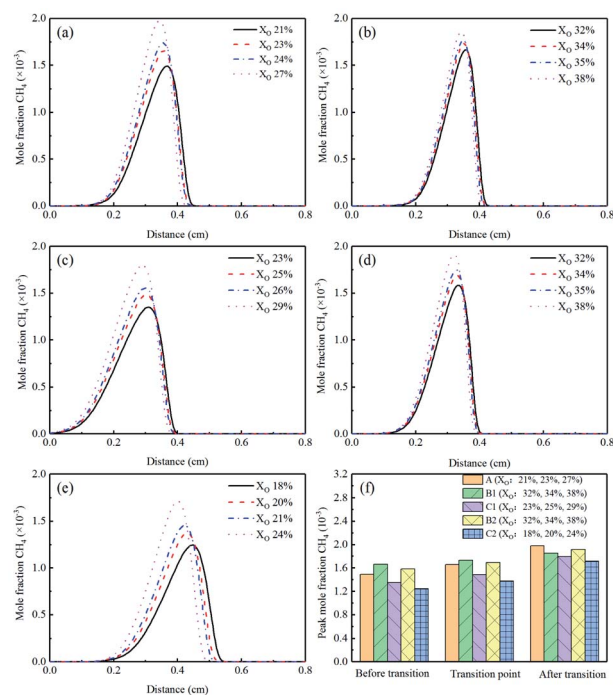 (a)
X_O 21%
X_O 23%
X_O 24%
X_O 27%
Mole fraction CH₄ (×10⁻³)
2.0
1.5
1.0
0.5
0.0
0.0 0.2 0.4 0.6 0.8
Distance (cm)
(b)
X_O 32%
X_O 34%
X_O 35%
X_O 38%
Mole fraction CH₄ (×10⁻³)
2.0
1.5
1.0
0.5
0.0
0.0 0.2 0.4 0.6 0.8
Distance (cm)
(c)
X_O 23%
X_O 25%
X_O 26%
X_O 29%
Mole fraction CH₄ (×10⁻³)
2.0
1.5
1.0
0.5
0.0
0.0 0.2 0.4 0.6 0.8
Distance (cm)
(d)
X_O 32%
X_O 34%
X_O 35%
X_O 38%
Mole fraction CH₄ (×10⁻³)
2.0
1.5
1.0
0.5
0.0
0.0 0.2 0.4 0.6 0.8
Distance (cm)
(e)
X_O 18%
X_O 20%
X_O 21%
X_O 24%
Mole fraction CH₄ (×10⁻³)
2.0
1.5
1.0
0.5
0.0
0.0 0.2 0.4 0.6 0.8
Distance (cm)
(f)
A (X_O: 21%, 23%, 27%)
B1 (X_O: 32%, 34%, 38%)
C1 (X_O: 23%, 25%, 29%)
B2 (X_O: 32%, 34%, 38%)
C2 (X_O: 18%, 20%, 24%)
Peak mole fraction CH₄ (10⁻³)
3.2
2.8
2.4
1.8
1.2
0.6
0.0
Before transition Transition point After transition